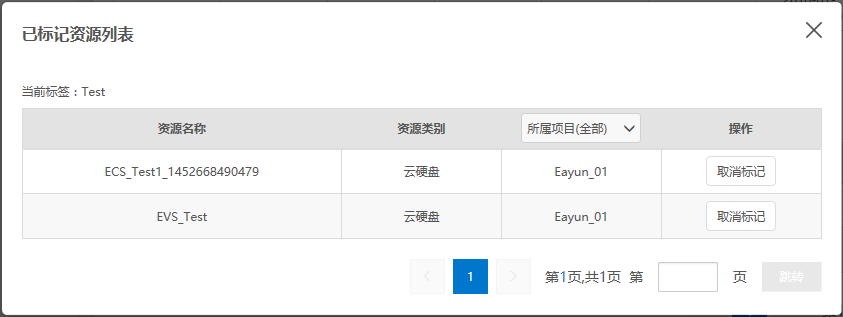 已标记资源列表
当前标签：Test
资源名称 资源类别 所属项目(全部) 操作
ECS_Test1_1452668490479 云硬盘 Eayun_01 取消标记
EVS_Test 云硬盘 Eayun_01 取消标记
1 第1页,共1页 第 页 跳转